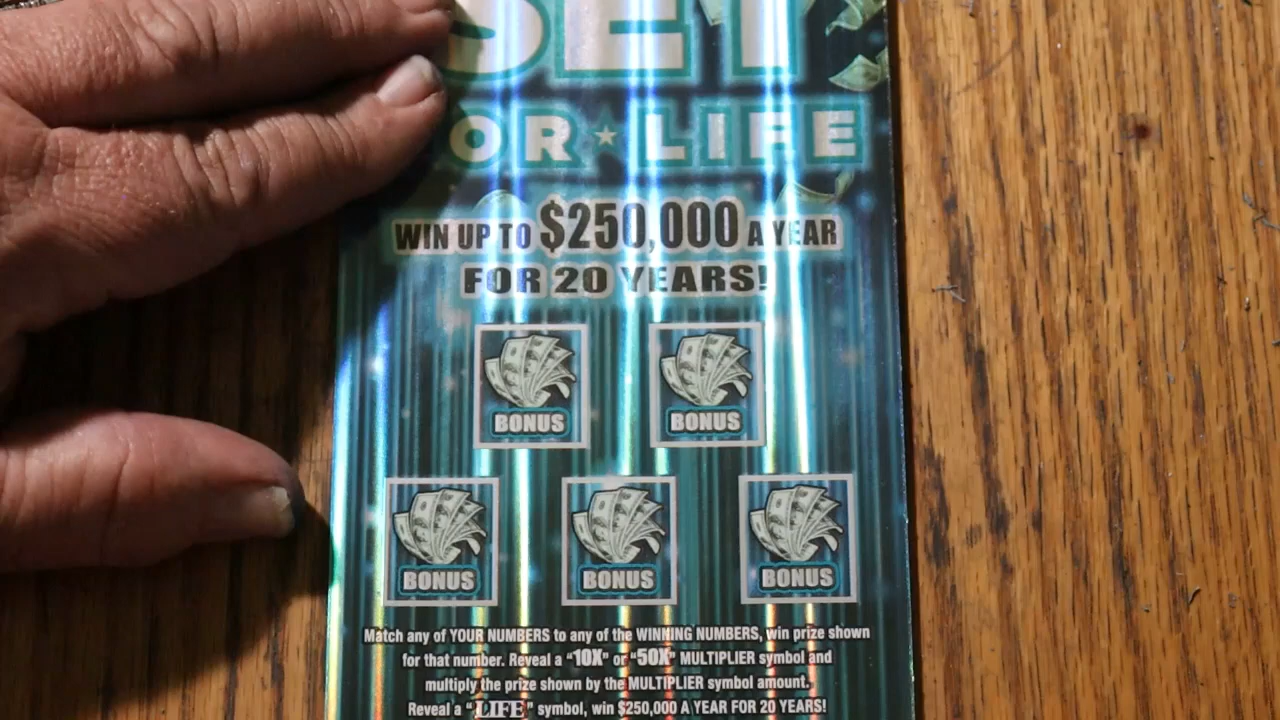 SET
OR ★ LIFE
WIN UP TO $250,000 A YEAR
FOR 20 YEARS!
BONUS BONUS
BONUS BONUS BONUS
Match any of YOUR NUMBERS to any of the WINNING NUMBERS, win prize shown
for that number. Reveal a "10X" or "50X" MULTIPLIER symbol and
multiply the prize shown by the MULTIPLIER symbol amount.
Reveal a "LIFE" symbol, win $250,000 A YEAR FOR 20 YEARS!